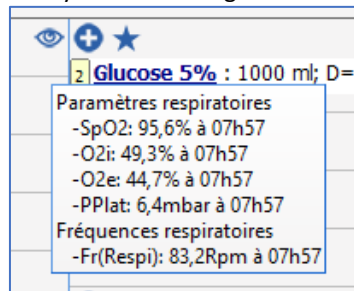 2 Glucose 5% : 1000 ml; D=
Paramètres respiratoires
-SpO2: 95,6% à 07h57
-O2i: 49,3% à 07h57
-O2e: 44,7% à 07h57
-PPlat: 6,4mbar à 07h57
Fréquences respiratoires
-Fr(Respi): 83,2Rpm à 07h57